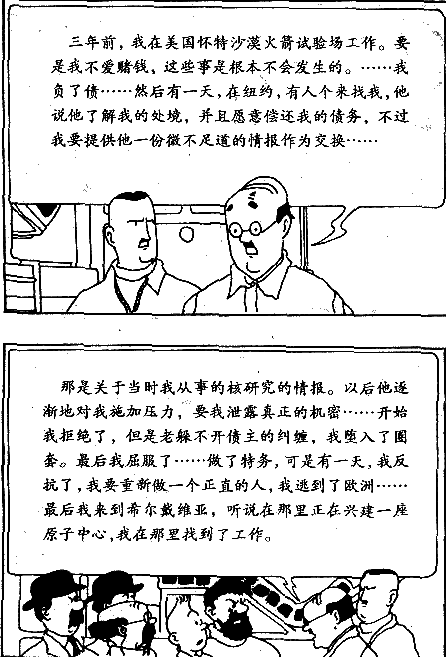 三年前，我在美国怀特沙漠火箭试验场工作。要
是我不爱赌钱，这些事是根本不会发生的。……我
负了债……然后有一天，在纽约，有人个来找我，他
说他了解我的处境，并且愿意偿还我的债务，不过
我要提供他一份微不足道的情报作为交换……
那是关于当时我从事的核研究的情报。以后他逐
渐地对我施加压力，要我泄露真正的机密……开始
我拒绝了，但是老躲不开债主的纠缠，我堕入了圈
套。最后我屈服了……做了特务，可是有一天，我反
抗了，我要重新做一个正直的人，我逃到了欧洲……
最后我来到希尔戴维亚，听说在那里正在兴建一座
原子中心，我在那里找到了工作。